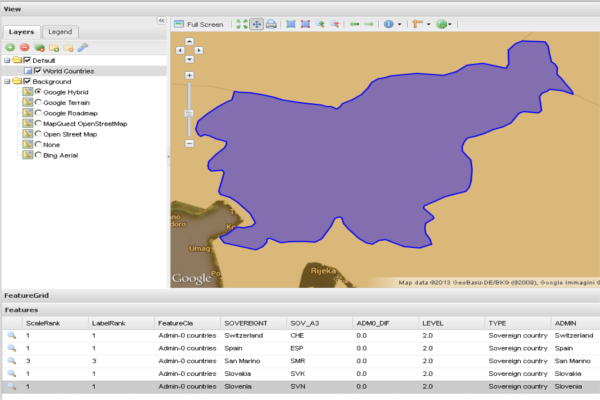 View
Layers
Legend
Full Screen
Default
World Countries
Background
Google Hybrid
Google Terrain
Google Roadmap
MapQuest OpenStreetMap
Open Street Map
None
Bing Aerial
Umag
Rijeka
Google
Map data ©2013 GeoBasis-DE/BKG (©2009), Google Immagini ©
FeatureGrid
Features
ScaleRank LabelRank FeatureCla SOVEREIGNT SOV_A3 ADM0_DIF LEVEL TYPE ADMIN
1 1 Admin-0 countries Switzerland CHE 0.0 2.0 Sovereign country Switzerland
1 1 Admin-0 countries Spain ESP 0.0 2.0 Sovereign country Spain
3 3 Admin-0 countries San Marino SMR 0.0 2.0 Sovereign country San Marino
1 1 Admin-0 countries Slovakia SVK 0.0 2.0 Sovereign country Slovakia
1 1 Admin-0 countries Slovenia SVN 0.0 2.0 Sovereign country Slovenia